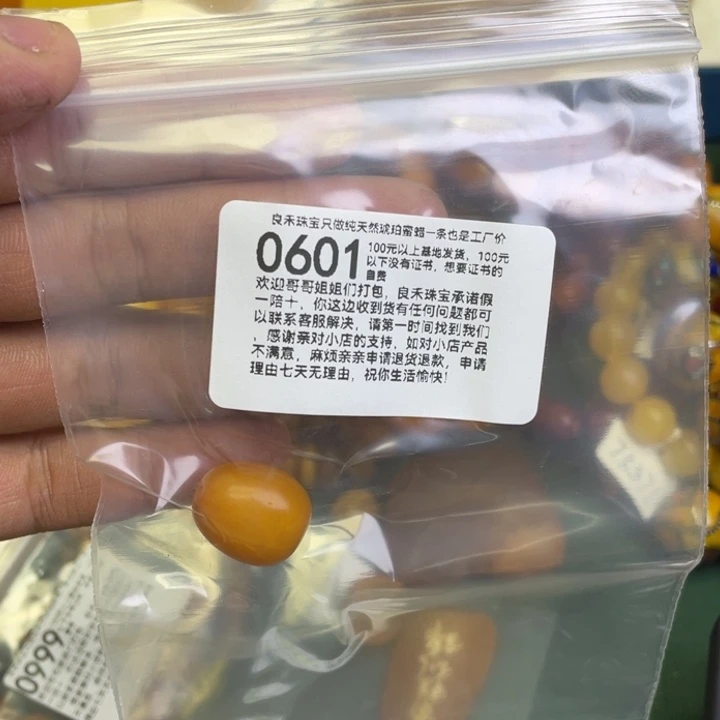 良禾珠宝只做纯天然琥珀蜜蜡一条也是工厂价
0601
100元以上基地发货，100元
以下没有证书，想要证书的
自费
欢迎哥哥姐姐们打包，良禾珠宝承诺假
一陪十，你这边收到货有任何问题都可
以联系客服解决，请第一时间找到我们
，感谢亲对小店的支持，如对小店产品
不满意，麻烦亲亲申请退货退款，申请
理由七天无理由，祝你生活愉快！
0999